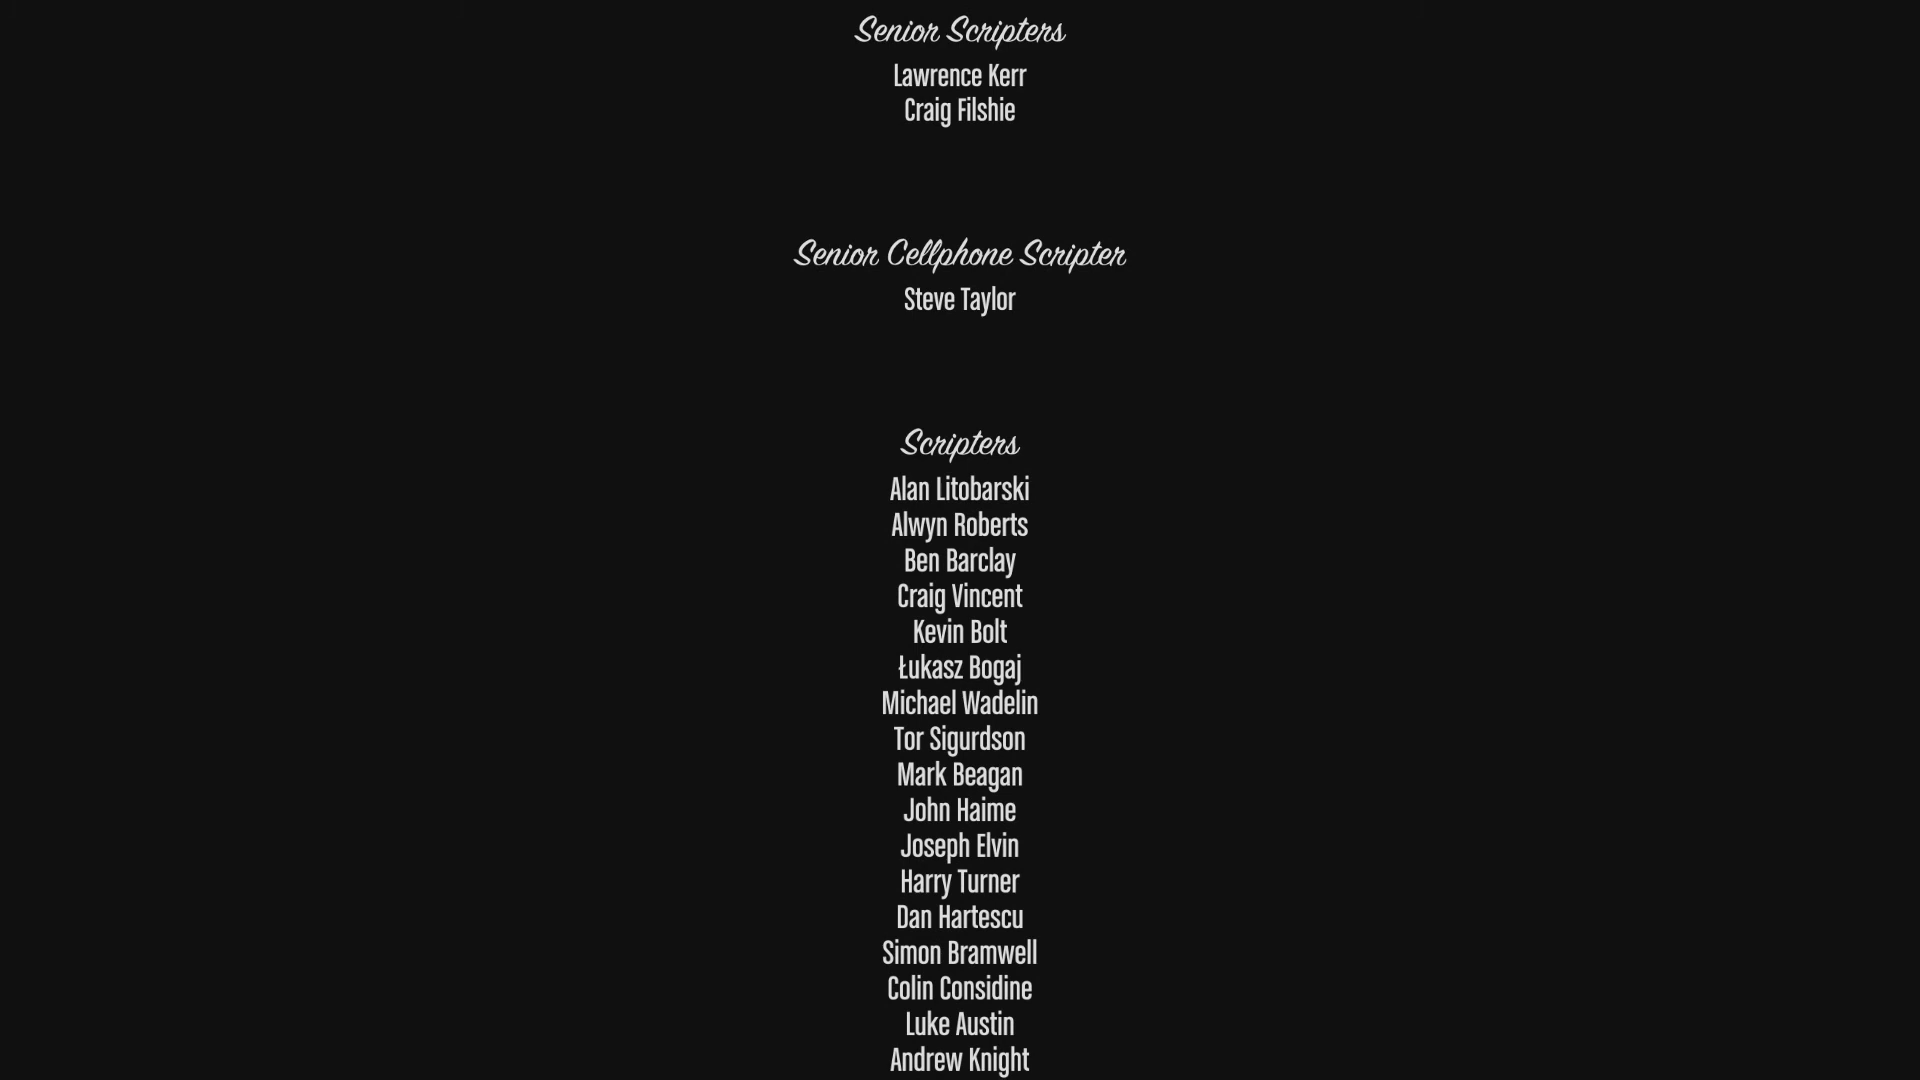 Senior Scripters
Lawrence Kerr
Craig Filshie
Senior Cellphone Scripter
Steve Taylor
Scripters
Alan Litobarski
Alwyn Roberts
Ben Barclay
Craig Vincent
Kevin Bolt
Łukasz Bogaj
Michael Wadelin
Tor Sigurdson
Mark Beagan
John Haime
Joseph Elvin
Harry Turner
Dan Hartescu
Simon Bramwell
Colin Considine
Luke Austin
Andrew Knight